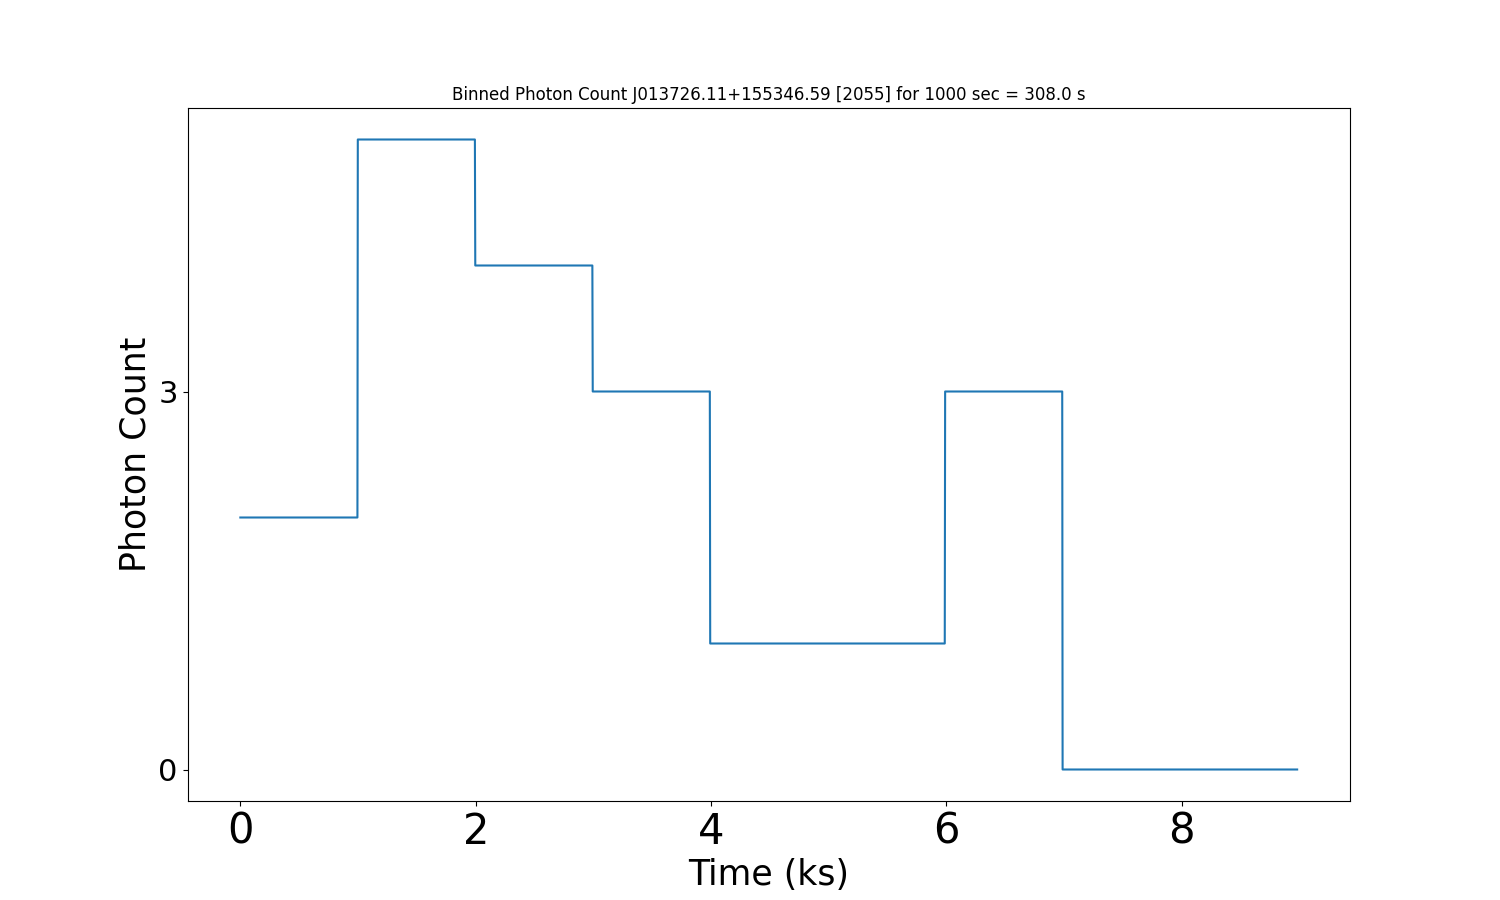 Binned Photon Count J013726.11+155346.59 [2055] for 1000 sec = 308.0 s
Photon Count
3
0
0 2 4 6 8
Time (ks)